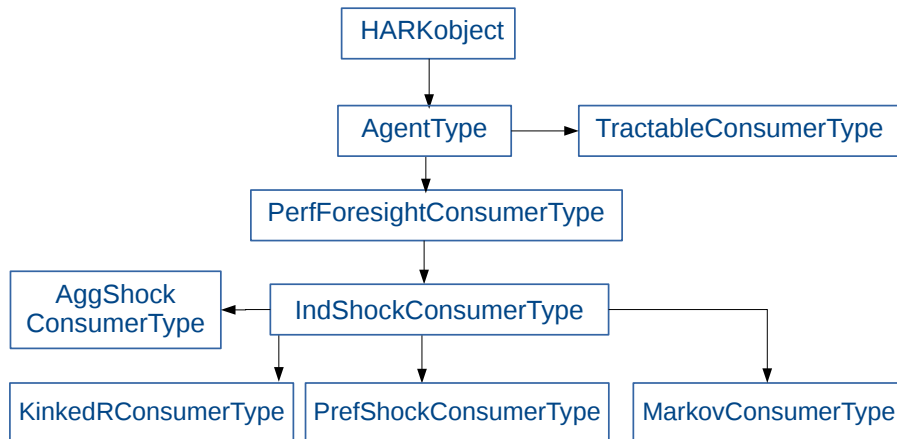 HARKobject
AgentType
TractableConsumerType
PerfForesightConsumerType
AggShock
ConsumerType
IndShockConsumerType
KinkedRConsumerType
PrefShockConsumerType
MarkovConsumerType